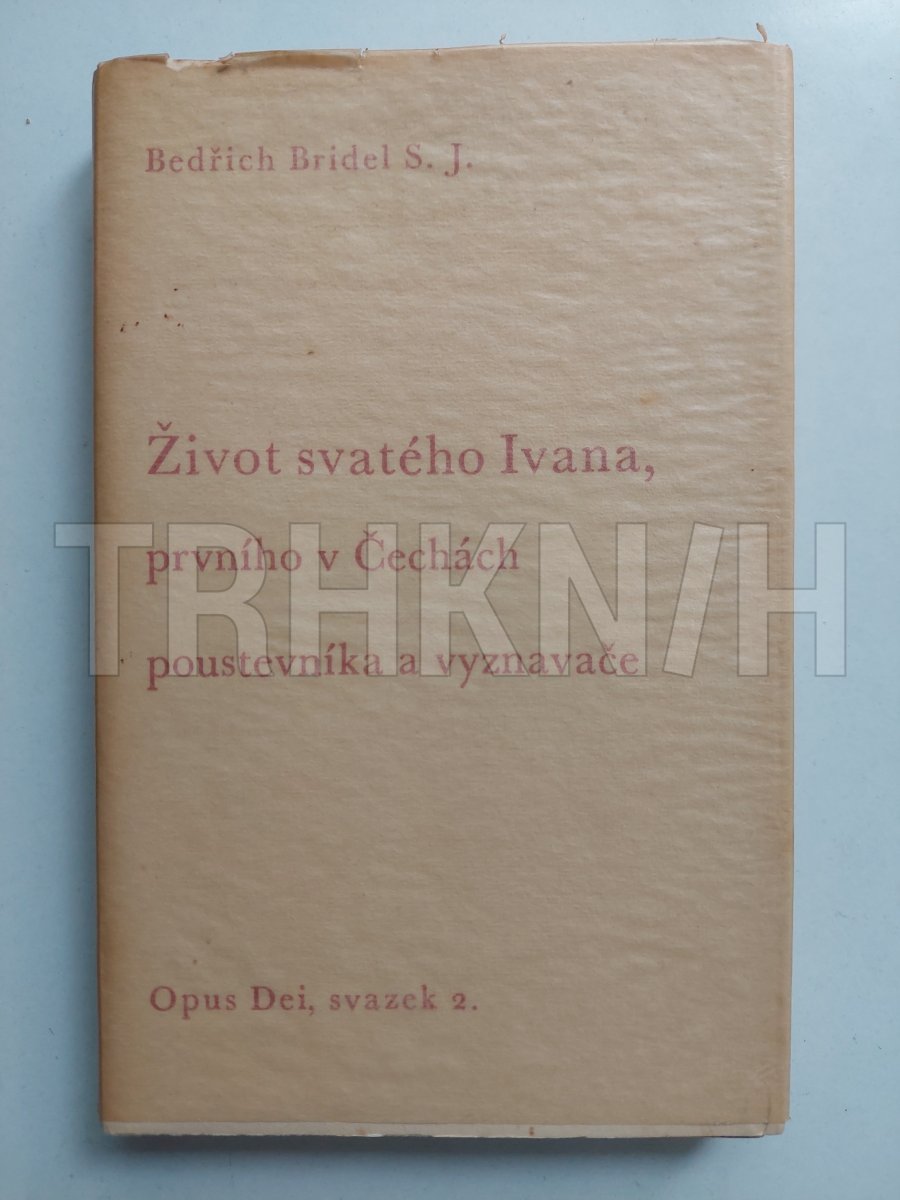 Bedřich Bridel S. J.
Život svatého Ivana,
prvního v Čechách
poustevníka a vyznavače
Opus Dei, svazek 2.
TRHKNIH